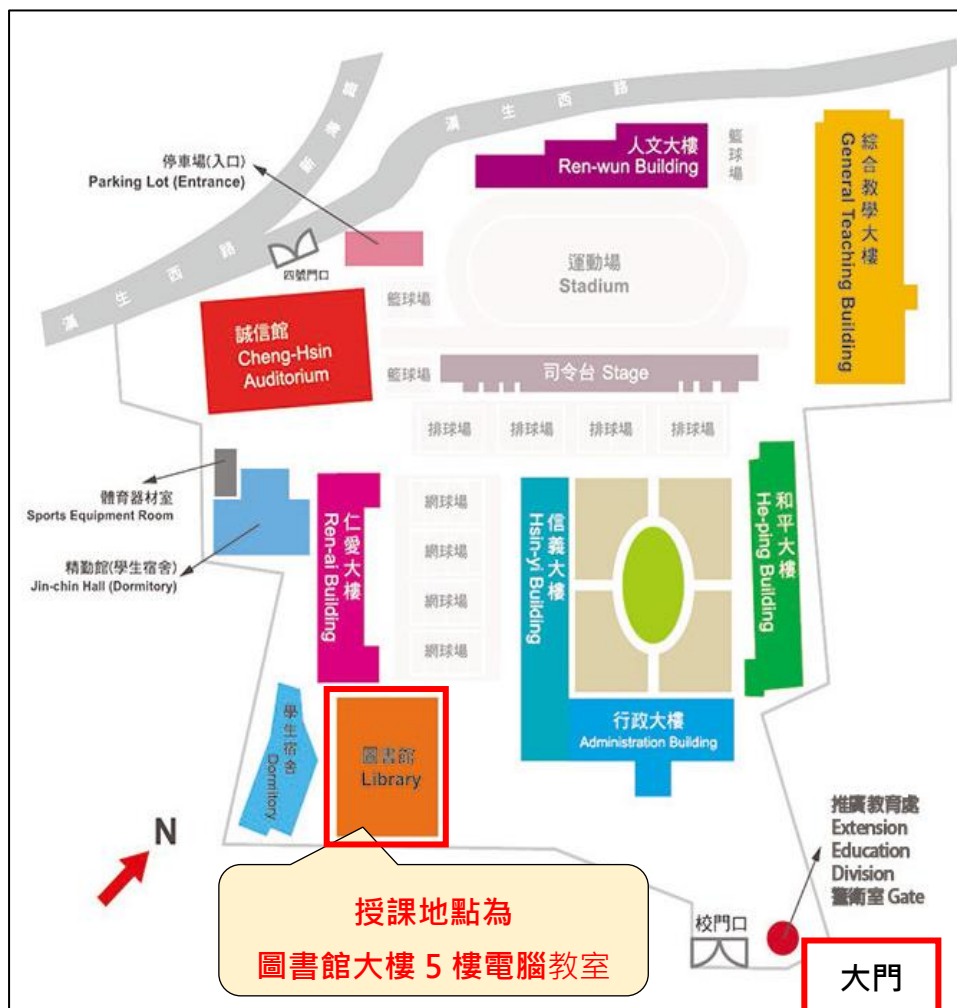 漢生西路
新海路
停車場(入口)
Parking Lot (Entrance)
人文大樓
Ren-wun Building
籃球場
綜合教學大樓
General Teaching Building
漢生西路
四號門口
運動場
Stadium
籃球場
誠信館
Cheng-Hsin
Auditorium
籃球場
司令台 Stage
排球場
排球場
排球場
排球場
體育器材室
Sports Equipment Room
精勤館(學生宿舍)
Jin-chin Hall (Dormitory)
仁愛大樓
Ren-ai Building
網球場
網球場
網球場
網球場
信義大樓
Hsin-yi Building
和平大樓
He-ping Building
學生宿舍
Dormitory
圖書館
Library
行政大樓
Administration Building
推廣教育處
Extension
Education
Division
警衛室 Gate
N
授課地點為
圖書館大樓 5 樓電腦教室
校門口
大門